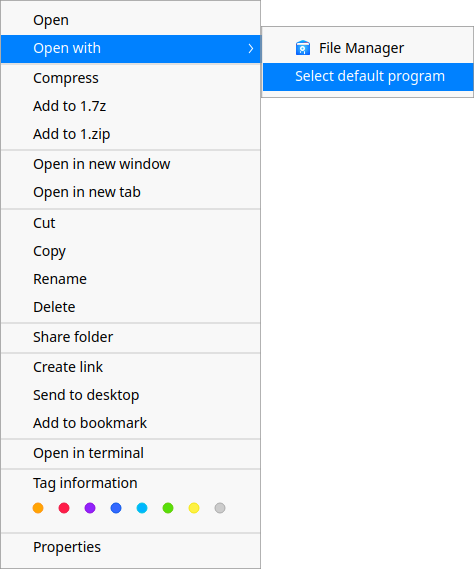 Open
Open with
File Manager
Select default program
Compress
Add to 1.7z
Add to 1.zip
Open in new window
Open in new tab
Cut
Copy
Rename
Delete
Share folder
Create link
Send to desktop
Add to bookmark
Open in terminal
Tag information
Properties